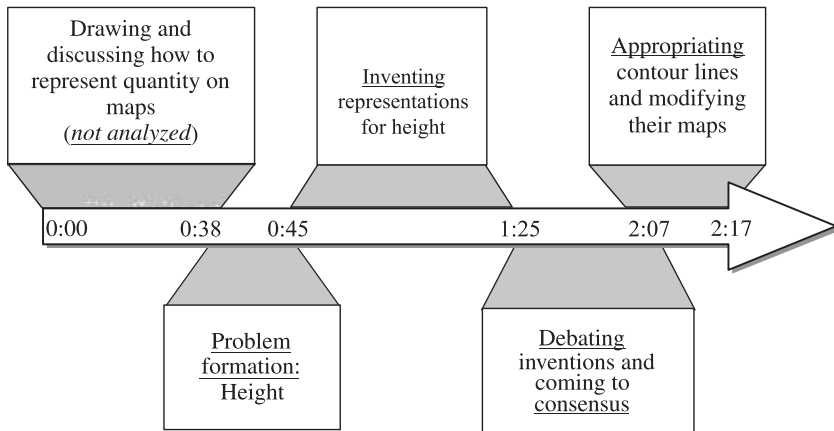 Drawing and
discussing how to
represent quantity on
maps
(not analyzed)
Inventing
representations
for height
Appropriating
contour lines
and modifying
their maps
0:00 0:38 0:45 1:25 2:07 2:17
Problem
formation:
Height
Debating
inventions and
coming to
consensus